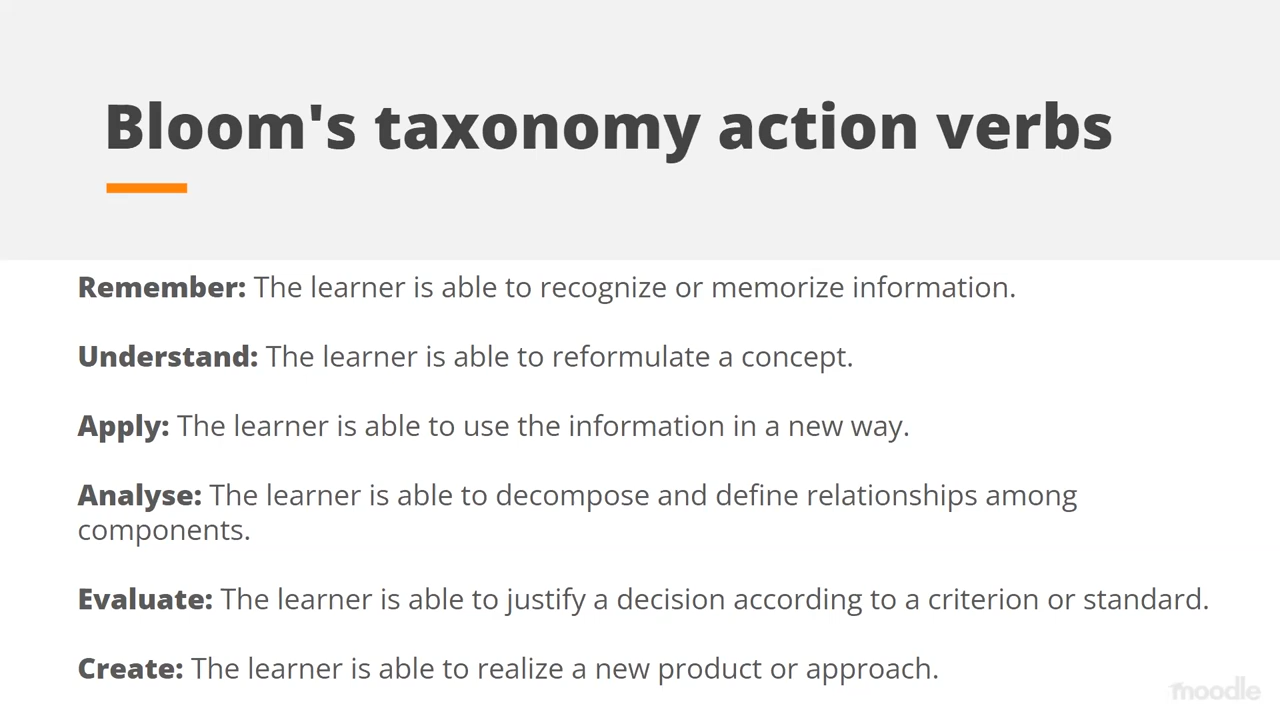 Bloom's taxonomy action verbs
Remember: The learner is able to recognize or memorize information.
Understand: The learner is able to reformulate a concept.
Apply: The learner is able to use the information in a new way.
Analyse: The learner is able to decompose and define relationships among
components.
Evaluate: The learner is able to justify a decision according to a criterion or standard.
Create: The learner is able to realize a new product or approach.
moodle